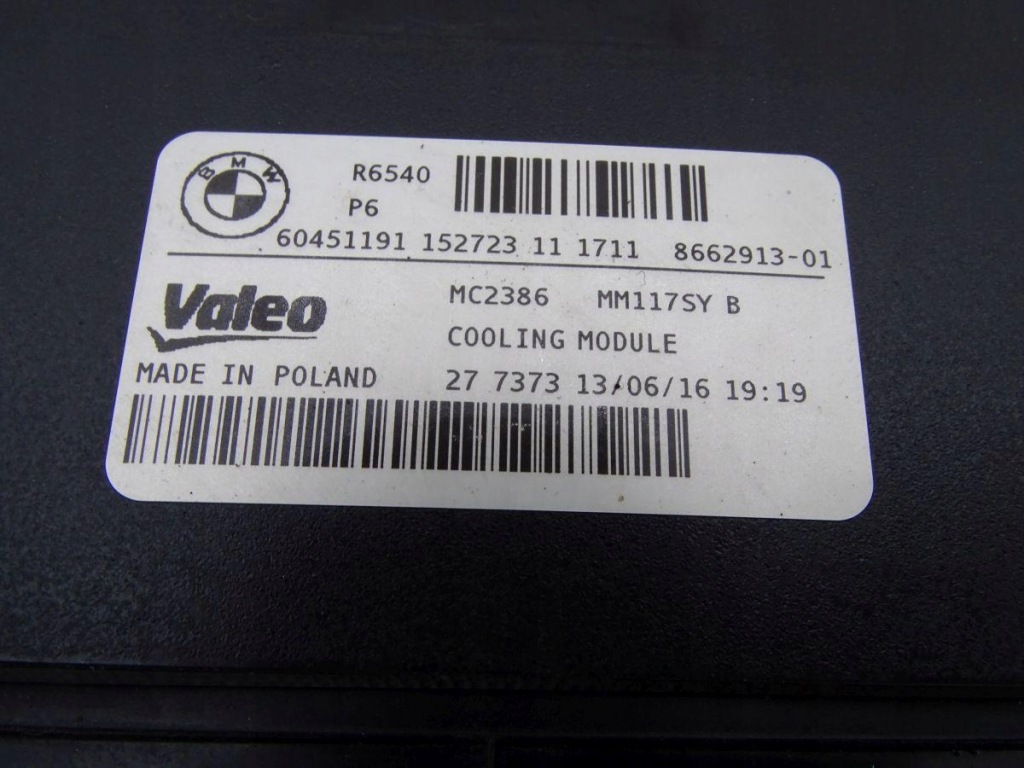 BMW
R6540
P6
60451191 152723 11 1711 8662913-01
Valeo
MC2386 MM117SY B
COOLING MODULE
MADE IN POLAND 27 7373 13/06/16 19:19